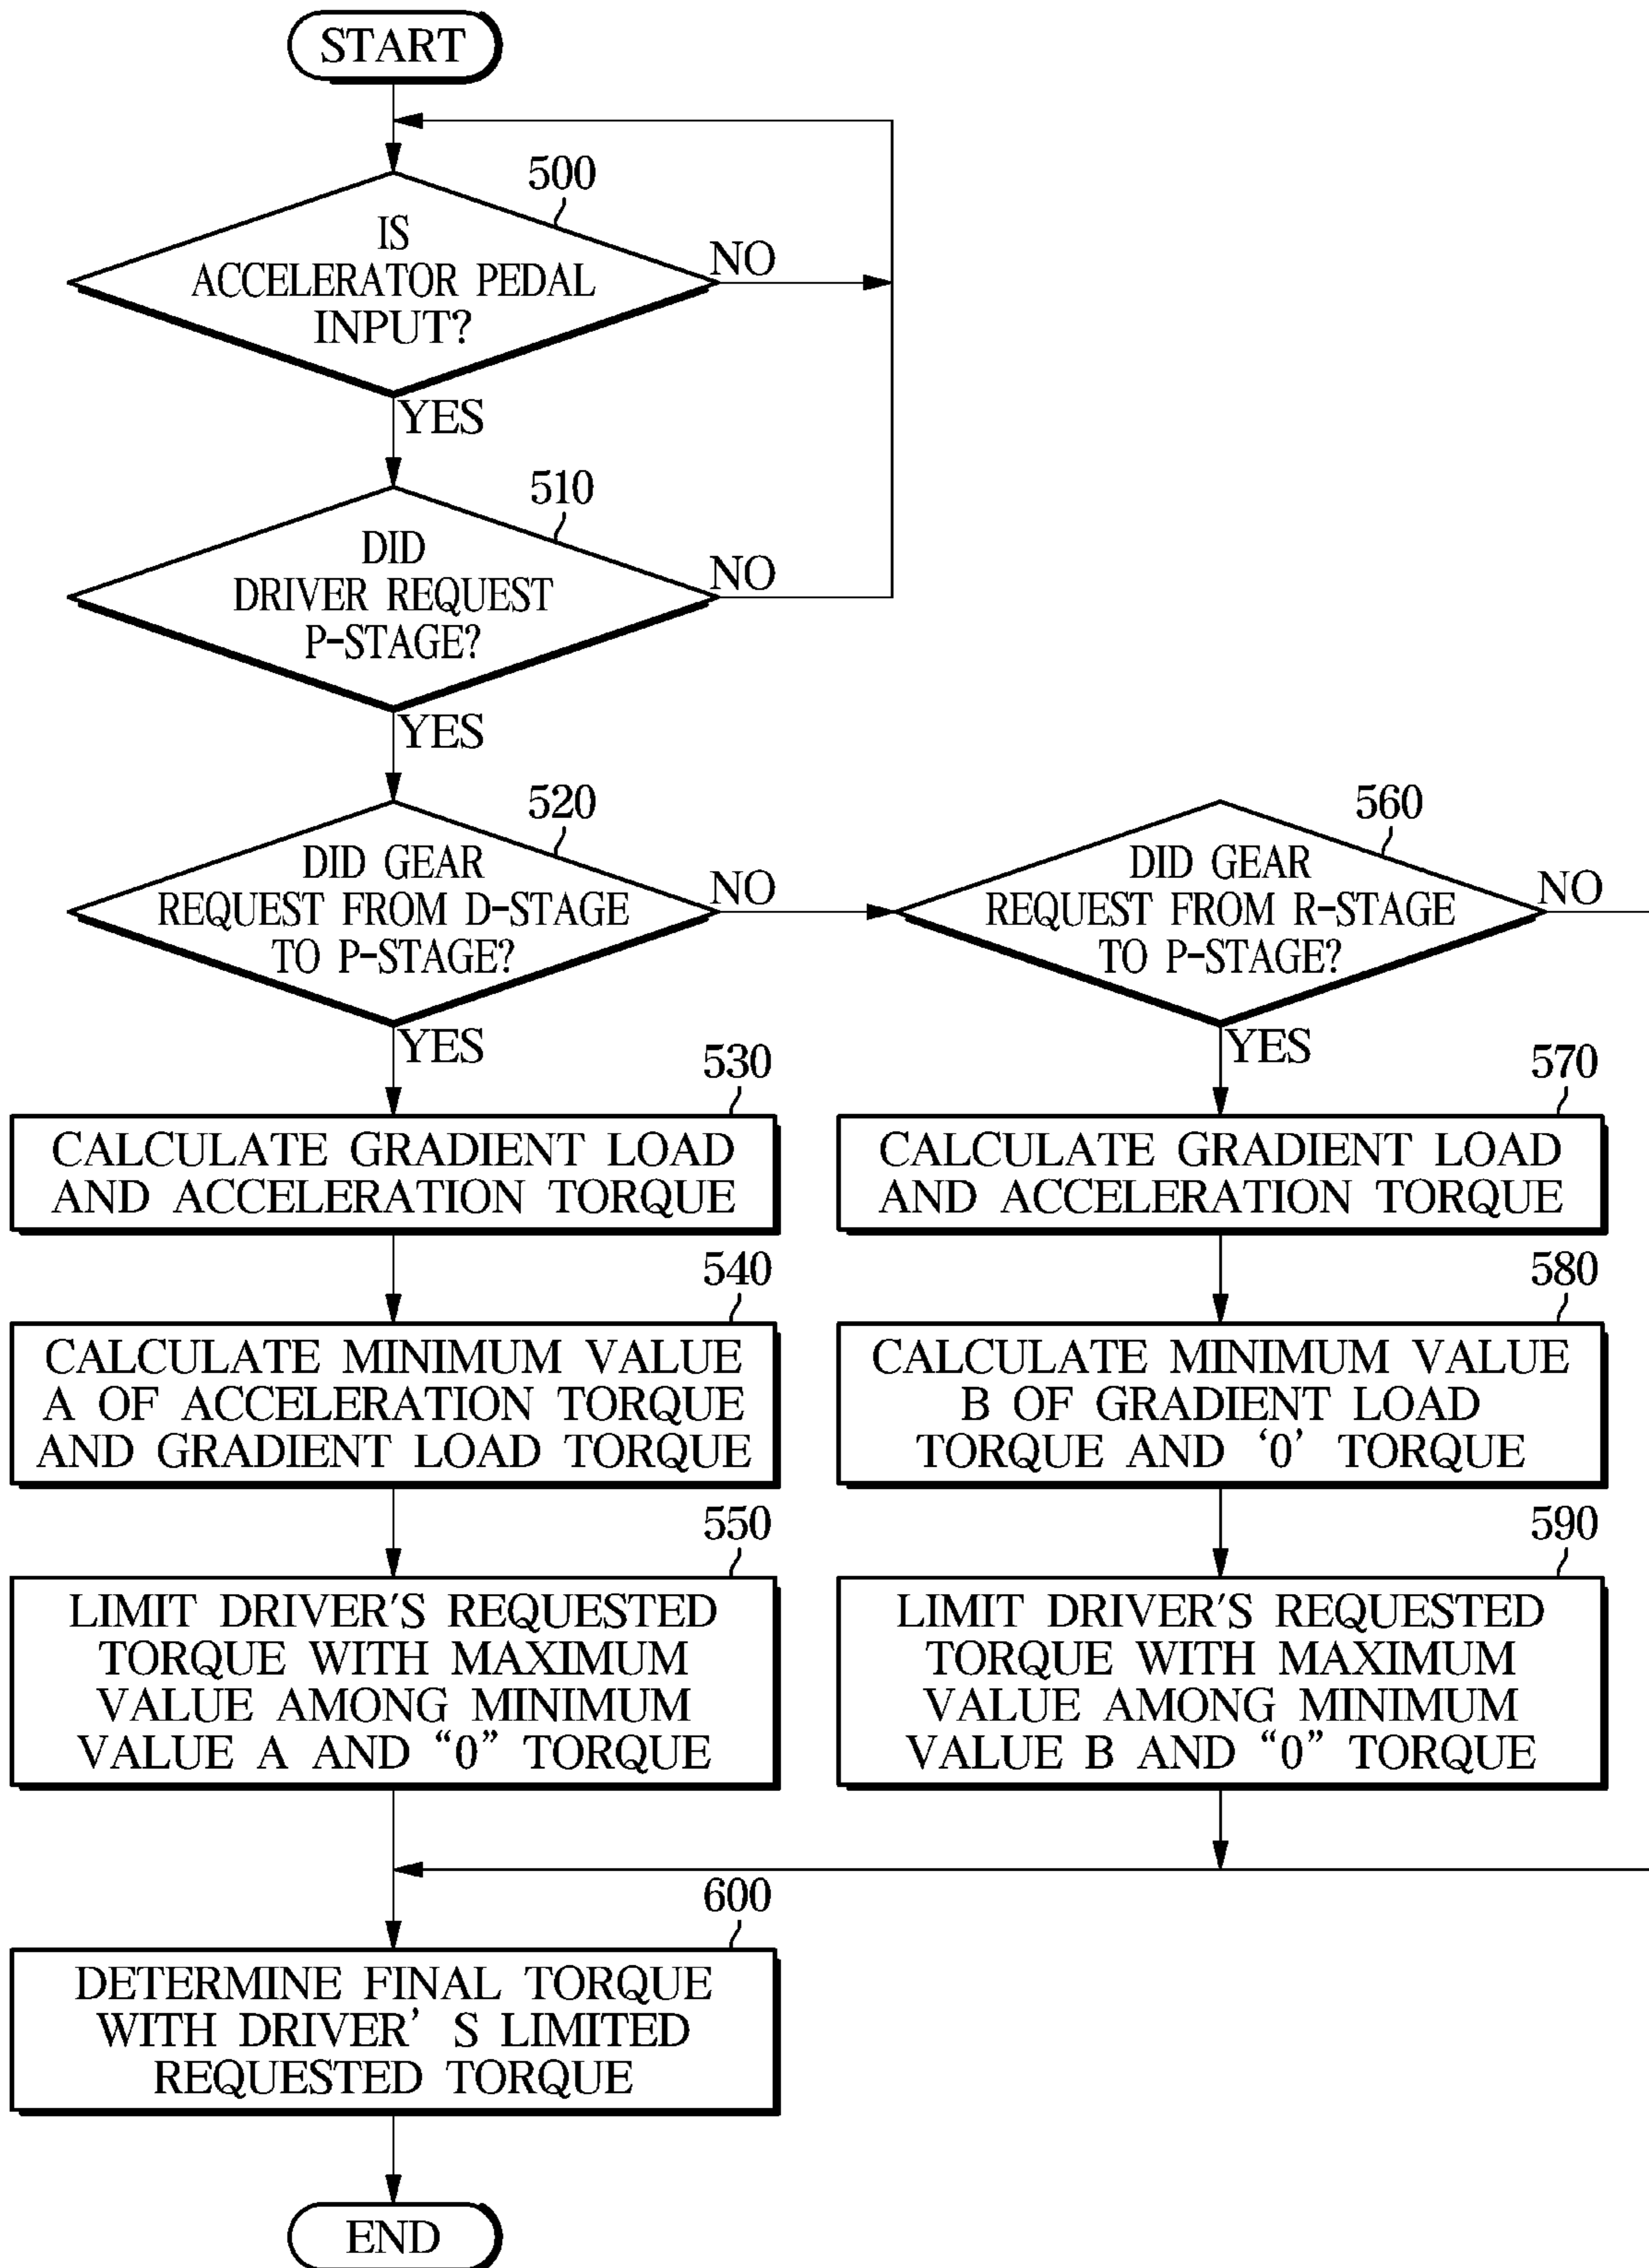 START
500
IS
ACCELERATOR PEDAL
INPUT?
NO
YES
510
DID
DRIVER REQUEST
P-STAGE?
NO
YES
520
DID GEAR
REQUEST FROM D-STAGE
TO P-STAGE?
NO
YES
560
DID GEAR
REQUEST FROM R-STAGE
TO P-STAGE?
NO
YES
530
CALCULATE GRADIENT LOAD
AND ACCELERATION TORQUE
540
CALCULATE MINIMUM VALUE
A OF ACCELERATION TORQUE
AND GRADIENT LOAD TORQUE
550
LIMIT DRIVER'S REQUESTED
TORQUE WITH MAXIMUM
VALUE AMONG MINIMUM
VALUE A AND “0” TORQUE
570
CALCULATE GRADIENT LOAD
AND ACCELERATION TORQUE
580
CALCULATE MINIMUM VALUE
B OF GRADIENT LOAD
TORQUE AND ‘0’ TORQUE
590
LIMIT DRIVER'S REQUESTED
TORQUE WITH MAXIMUM
VALUE AMONG MINIMUM
VALUE B AND “0” TORQUE
600
DETERMINE FINAL TORQUE
WITH DRIVER’ S LIMITED
REQUESTED TORQUE
END